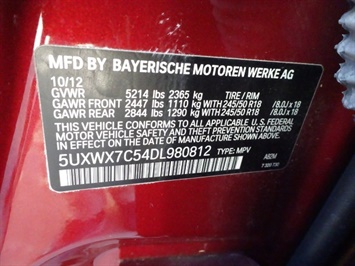 MFD BY BAYERISCHE MOTOREN WERKE AG
10/12
GVWR 5214 lbs 2365 kg TIRE / RIM
GAWR FRONT 2447 lbs 1110 kg WITH 245/50 R18 / 8.0J x 18
GAWR REAR 2844 lbs 1290 kg WITH 245/50 R18 / 8.0J x 18
THIS VEHICLE CONFORMS TO ALL APPLICABLE U.S. FEDERAL
MOTOR VEHICLE SAFETY STANDARDS IN EFFECT ON THE
DATE OF MANUFACTURE SHOWN ABOVE.
5UXWX7C54DL980812 TYPE: MPV